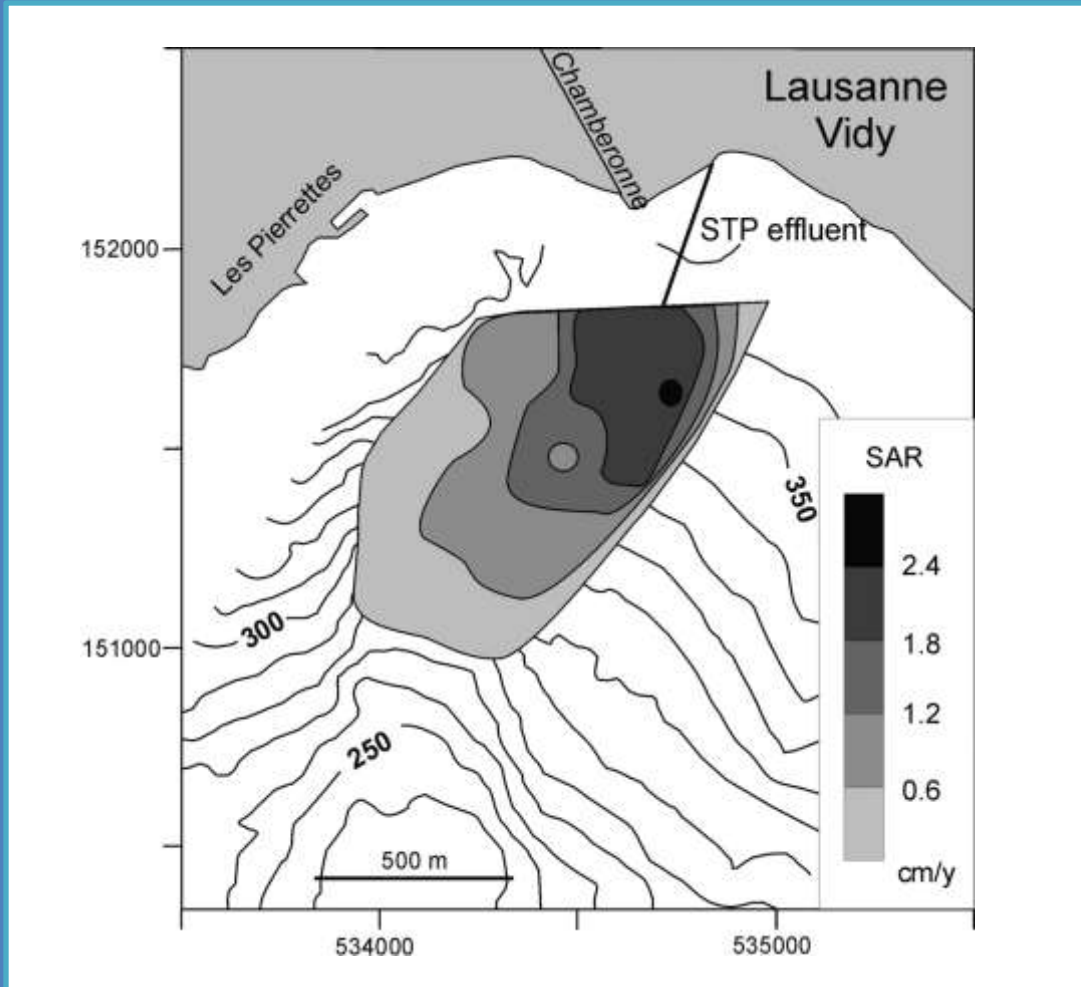 Lausanne
Vidy
Chamberonne
Les Pierrettes
STP effluent
152000
151000
350
300
250
SAR
2.4
1.8
1.2
0.6
cm/y
500 m
534000
535000